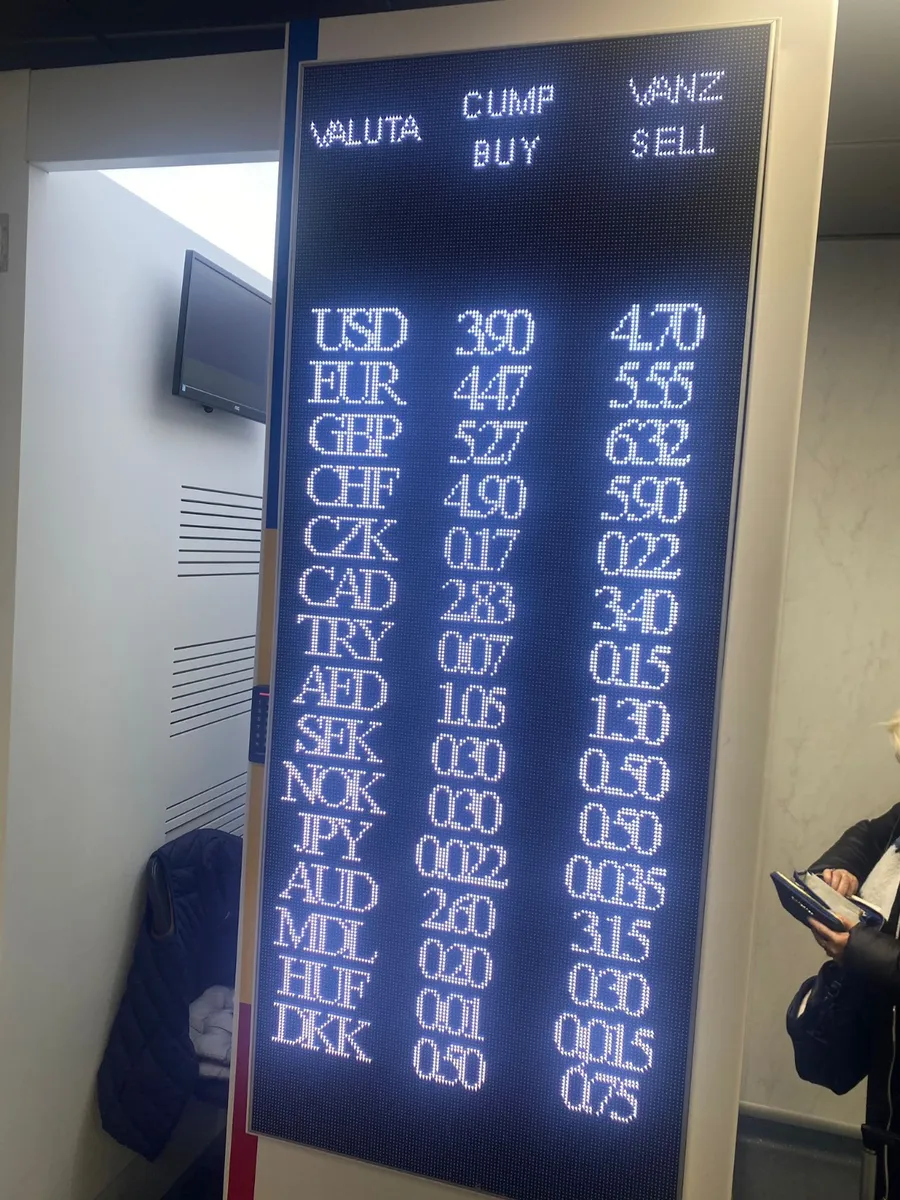 VALUTA CUMP BUY VANZ SELL
USD 3.90 4.70
EUR 4.47 5.55
GBP 5.27 6.32
CHF 4.90 5.90
CZK 0.17 0.22
CAD 2.83 3.40
TRY 0.07 0.15
AED 1.05 1.30
SEK 0.30 0.50
NOK 0.30 0.50
JPY 0.022 0.035
AUD 2.60 3.15
MDL 0.20 0.30
HUF 0.01 0.015
DKK 0.50 0.75